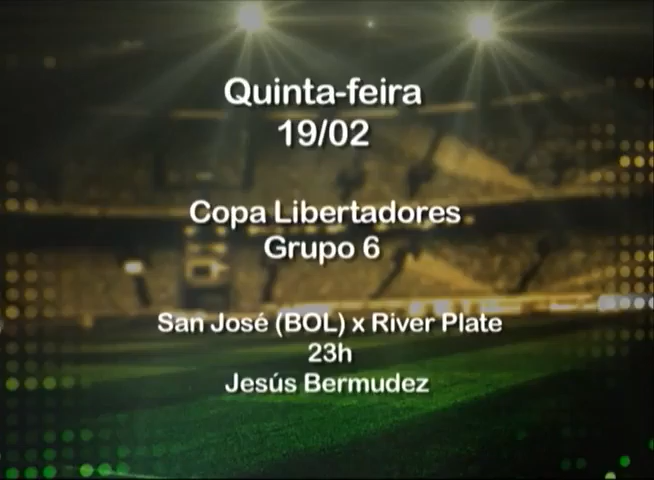 Quinta-feira
19/02
Copa Libertadores
Grupo 6
San José (BOL) x River Plate
23h
Jesús Bermudez